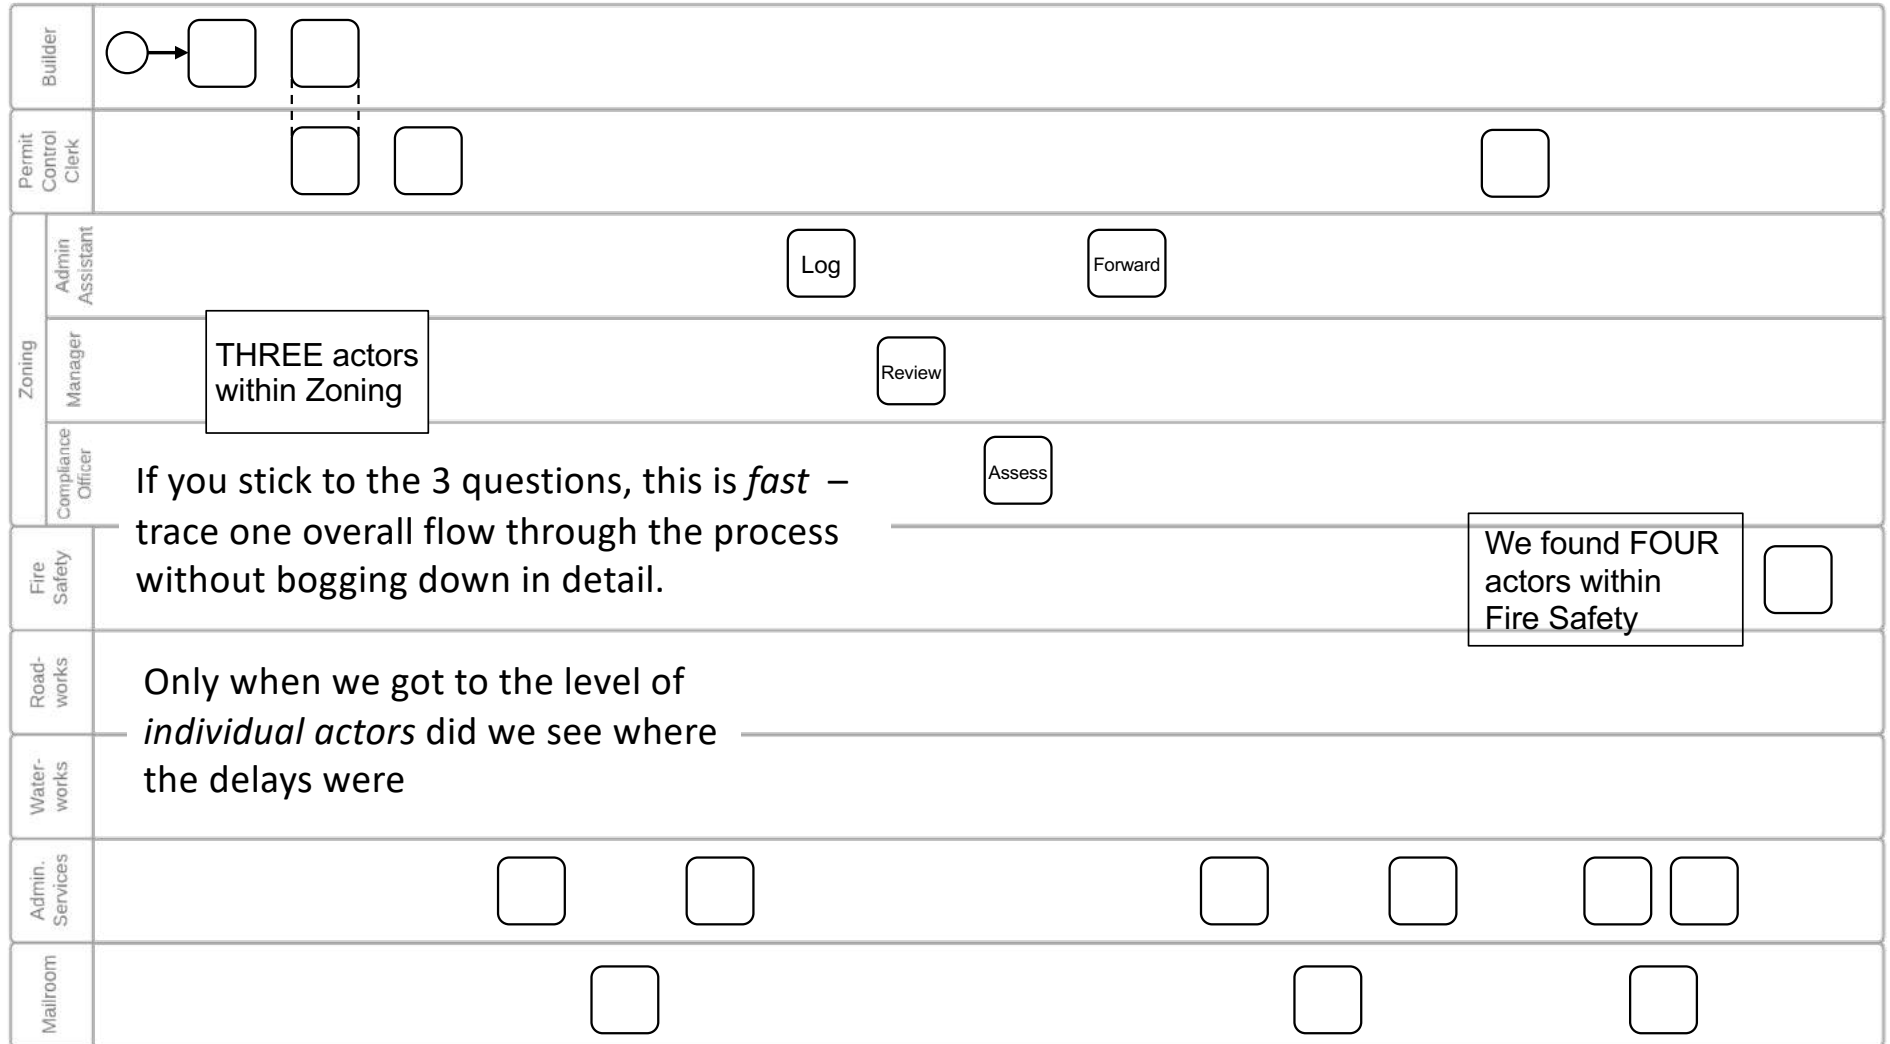 Builder
Permit
Control
Clerk
Zoning
Admin
Assistant
Log
Forward
Manager
THREE actors
within Zoning
Review
Compliance
Officer
Assess
If you stick to the 3 questions, this is fast –
trace one overall flow through the process
without bogging down in detail.
Fire
Safety
We found FOUR
actors within
Fire Safety
Road-
works
Only when we got to the level of
individual actors did we see where
the delays were
Water-
works
Admin.
Services
Mailroom